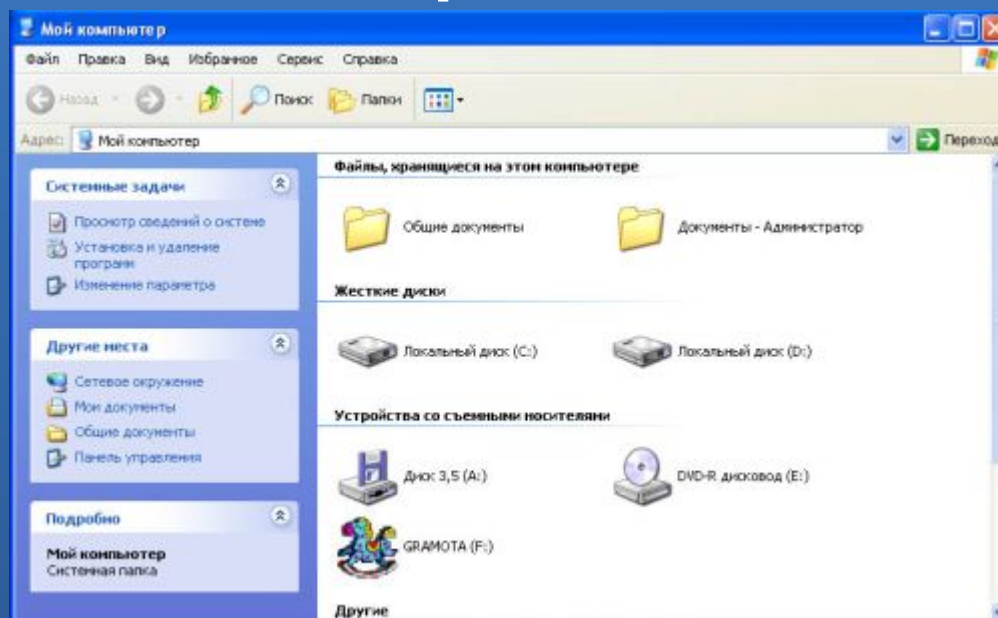 Мой компьютер
Файл Правка Вид Избранное Сервис Справка
Назад Поиск Папки
Адрес: Мой компьютер Переход
Системные задачи
Просмотр сведений о системе
Установка и удаление
программ
Изменение параметра
Другие места
Сетевое окружение
Мои документы
Общие документы
Панель управления
Подробно
Мой компьютер
Системная папка
Файлы, хранящиеся на этом компьютере
Общие документы Документы - Администратор
Жесткие диски
Локальный диск (C:) Локальный диск (D:)
Устройства со съемными носителями
Диск 3,5 (A:) DVD-R дисковод (E:)
GRAMOTA (F:)
Другие